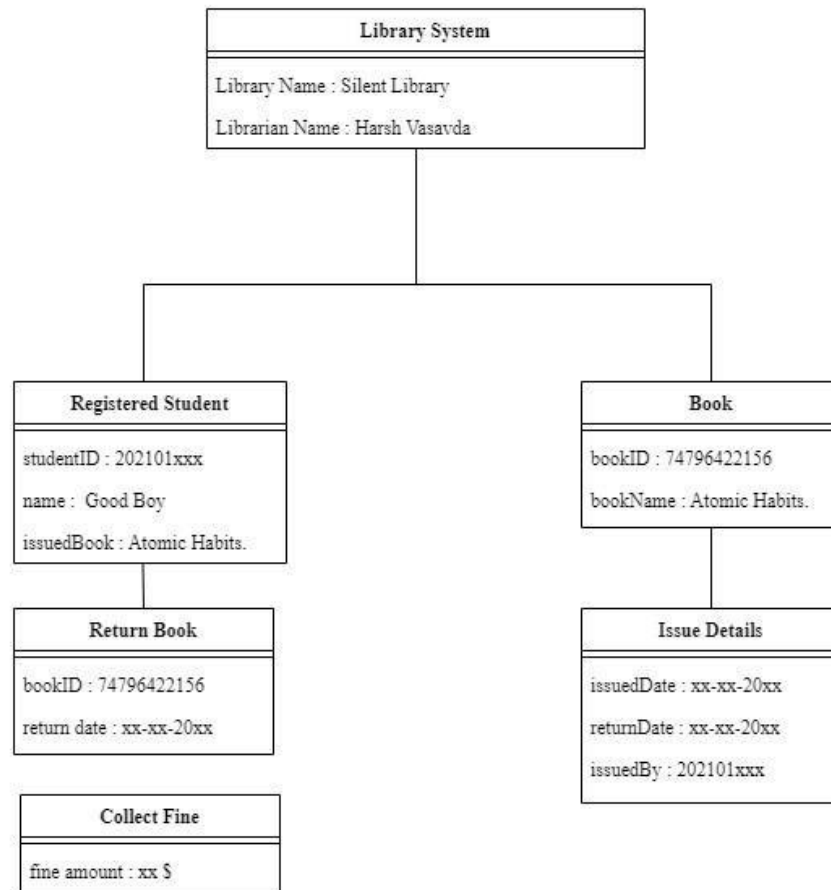 Library System
Library Name : Silent Library
Librarian Name : Harsh Vasavda
Registered Student
studentID : 202101xxx
name : Good Boy
issuedBook : Atomic Habits.
Book
bookID : 74796422156
bookName : Atomic Habits.
Return Book
bookID : 74796422156
return date : xx-xx-20xx
Issue Details
issuedDate : xx-xx-20xx
returnDate : xx-xx-20xx
issuedBy : 202101xxx
Collect Fine
fine amount : xx $